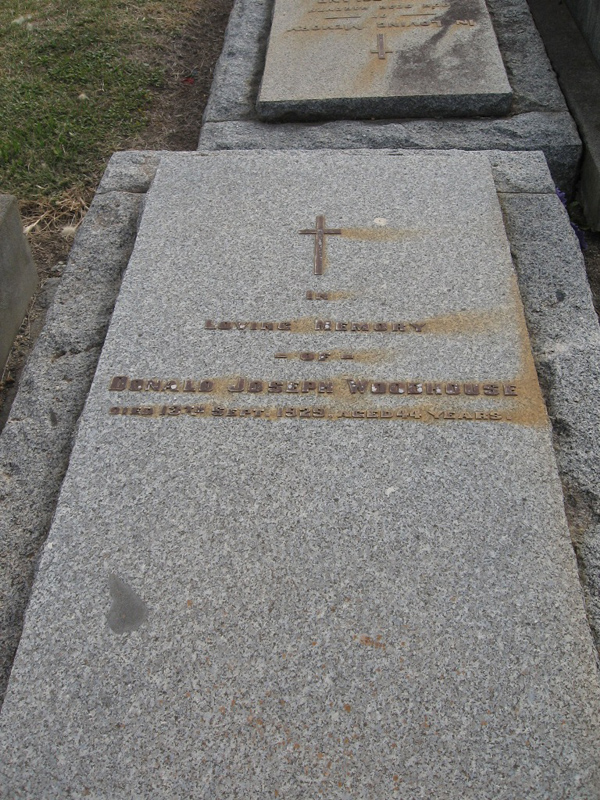 IN
LOVING MEMORY
– OF –
DONALD JOSEPH WOODHOUSE
DIED 12TH SEPT. 1929, AGED 44 YEARS.